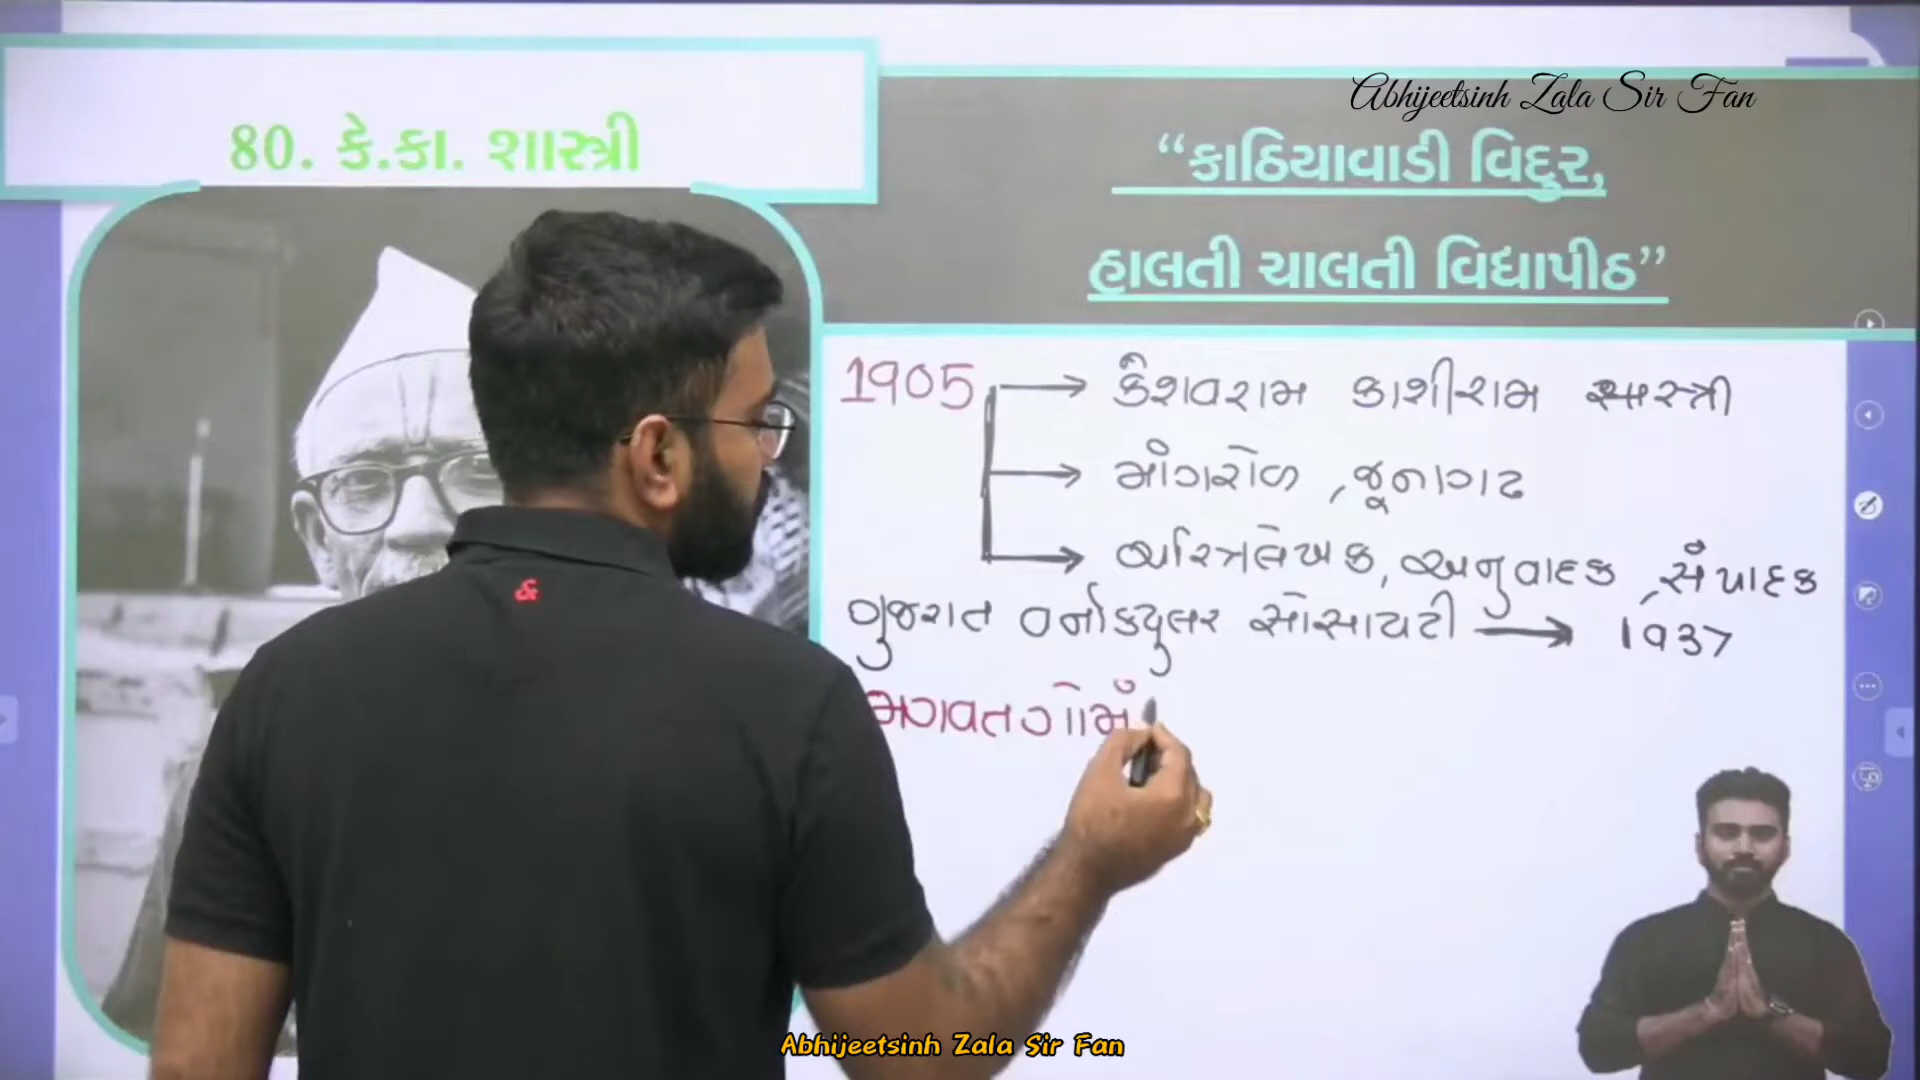 Abhijeetsinh Zala Sir Fan
80. કે.કા. શાસ્ત્રી
“કાઠિયાવાડી વિદુર,
હાલતી ચાલતી વિદ્યાપીઠ”
1905 → કેશવરામ કાશીરામ શાસ્ત્રી
→ માંગરોળ, જૂનાગઢ
→ ચરિત્રલેખક, અનુવાદક, સંપાદક
ગુજરાત વર્નાક્યુલર સોસાયટી → 1937
&
Abhijeetsinh Zala Sir Fan